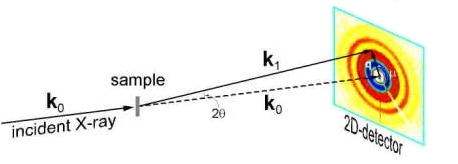 k1
sample
k0
incident X-ray
2θ
k0
2D-detector